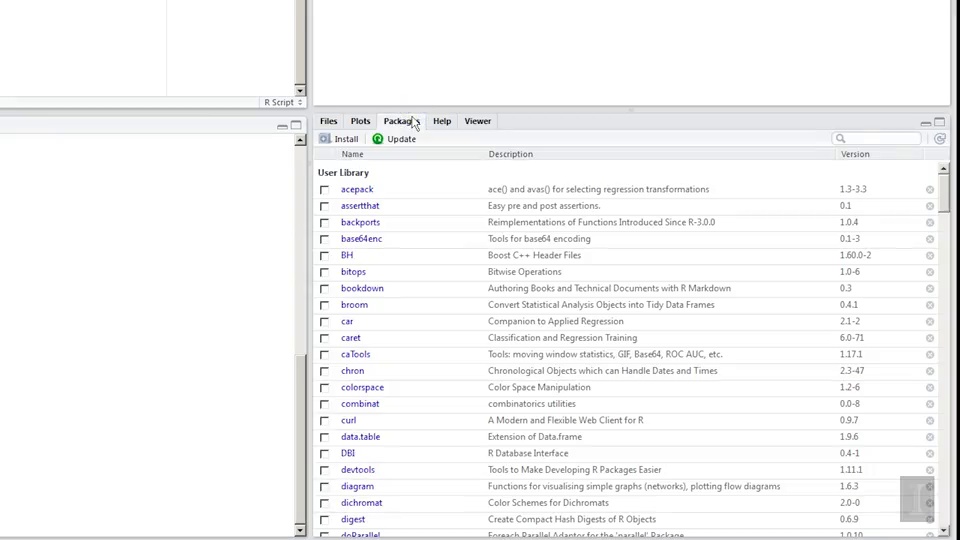 R Script
Files Plots Packages Help Viewer
Install Update
Name Description Version
User Library
acepack ace() and avas() for selecting regression transformations 1.3-3.3
assertthat Easy pre and post assertions. 0.1
backports Reimplementations of Functions Introduced Since R-3.0.0 1.0.4
base64enc Tools for base64 encoding 0.1-3
BH Boost C++ Header Files 1.60.0-2
bitops Bitwise Operations 1.0-6
bookdown Authoring Books and Technical Documents with R Markdown 0.3
broom Convert Statistical Analysis Objects into Tidy Data Frames 0.4.1
car Companion to Applied Regression 2.1-2
caret Classification and Regression Training 6.0-71
caTools Tools: moving window statistics, GIF, Base64, ROC AUC, etc. 1.17.1
chron Chronological Objects which can Handle Dates and Times 2.3-47
colorspace Color Space Manipulation 1.2-6
combinat combinatorics utilities 0.0-8
curl A Modern and Flexible Web Client for R 0.9.7
data.table Extension of Data.frame 1.9.6
DBI R Database Interface 0.4-1
devtools Tools to Make Developing R Packages Easier 1.11.1
diagram Functions for visualising simple graphs (networks), plotting flow diagrams 1.6.3
dichromat Color Schemes for Dichromats 2.0-0
digest Create Compact Hash Digests of R Objects 0.6.9
doParallel Foreach Parallel Adaptor for the 'parallel' Package 1.0.10